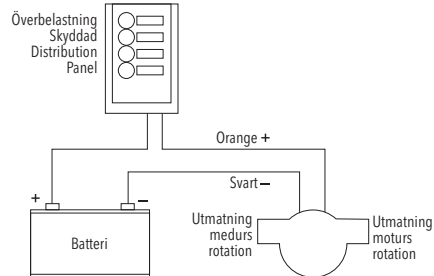 Överbelastning
Skyddad
Distribution
Panel
Orange +
Svart –
+
–
Batteri
Utmatning
medurs
rotation
Utmatning
moturs
rotation